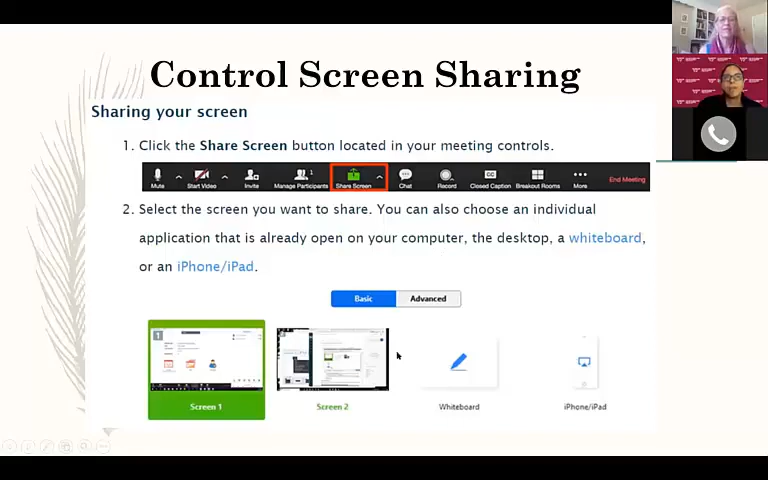 Control Screen Sharing
Sharing your screen
1. Click the Share Screen button located in your meeting controls.
Mute Start Video Invite Manage Participants 1 Share Screen Chat Record Closed Caption Breakout Rooms More End Meeting
2. Select the screen you want to share. You can also choose an individual
application that is already open on your computer, the desktop, a whiteboard,
or an iPhone/iPad.
Basic Advanced
1
Screen 1 Screen 2 Whiteboard iPhone/iPad